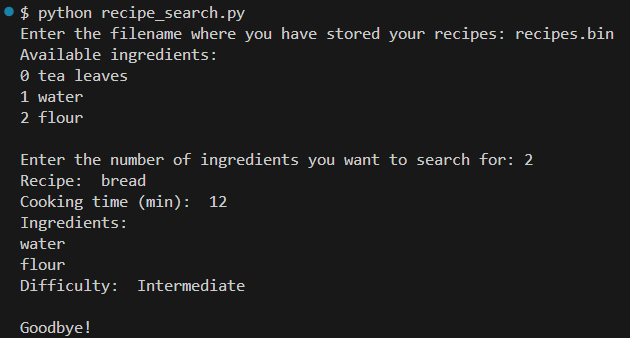 $ python recipe_search.py
Enter the filename where you have stored your recipes: recipes.bin
Available ingredients:
0 tea leaves
1 water
2 flour

Enter the number of ingredients you want to search for: 2
Recipe:  bread
Cooking time (min):  12
Ingredients:
water
flour
Difficulty:  Intermediate

Goodbye!